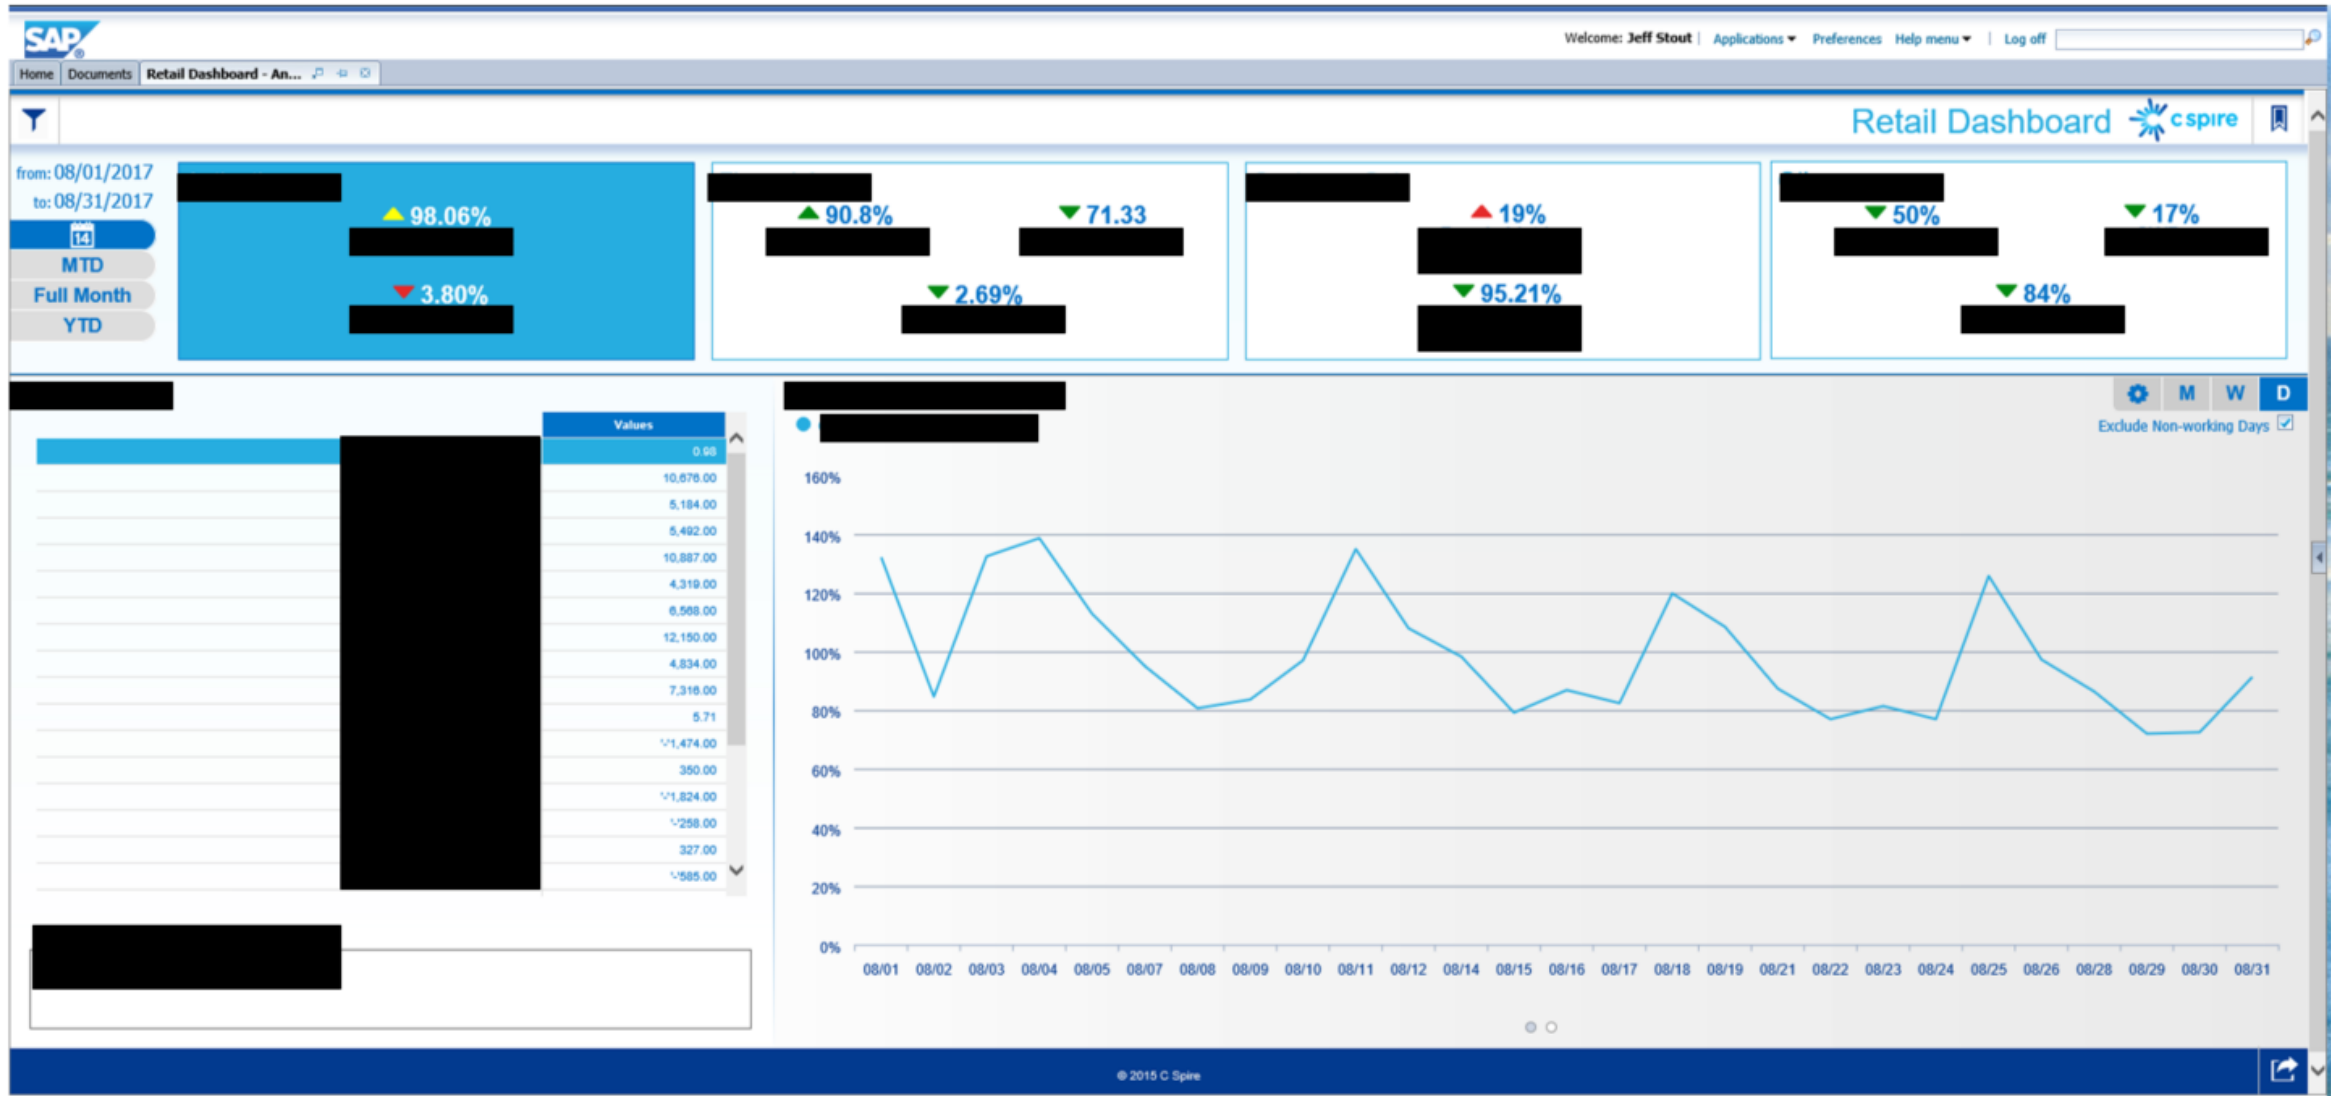 SAP®
Welcome: Jeff Stout | Applications Preferences Help menu | Log off
Home Documents Retail Dashboard - An...
Retail Dashboard c spire
from: 08/01/2017
to: 08/31/2017
14
MTD
Full Month
YTD
98.06%
3.80%
90.8% 71.33
2.69%
19%
95.21%
50% 17%
84%
Values
0.98
10,676.00
5,184.00
5,492.00
10,887.00
4,319.00
6,568.00
12,150.00
4,834.00
7,316.00
5.71
'-'1,474.00
350.00
'-'1,824.00
'-'258.00
327.00
'-'585.00
M W D
Exclude Non-working Days
160%
140%
120%
100%
80%
60%
40%
20%
0%
08/01 08/02 08/03 08/04 08/05 08/07 08/08 08/09 08/10 08/11 08/12 08/14 08/15 08/16 08/17 08/18 08/19 08/21 08/22 08/23 08/24 08/25 08/26 08/28 08/29 08/30 08/31
© 2015 C Spire